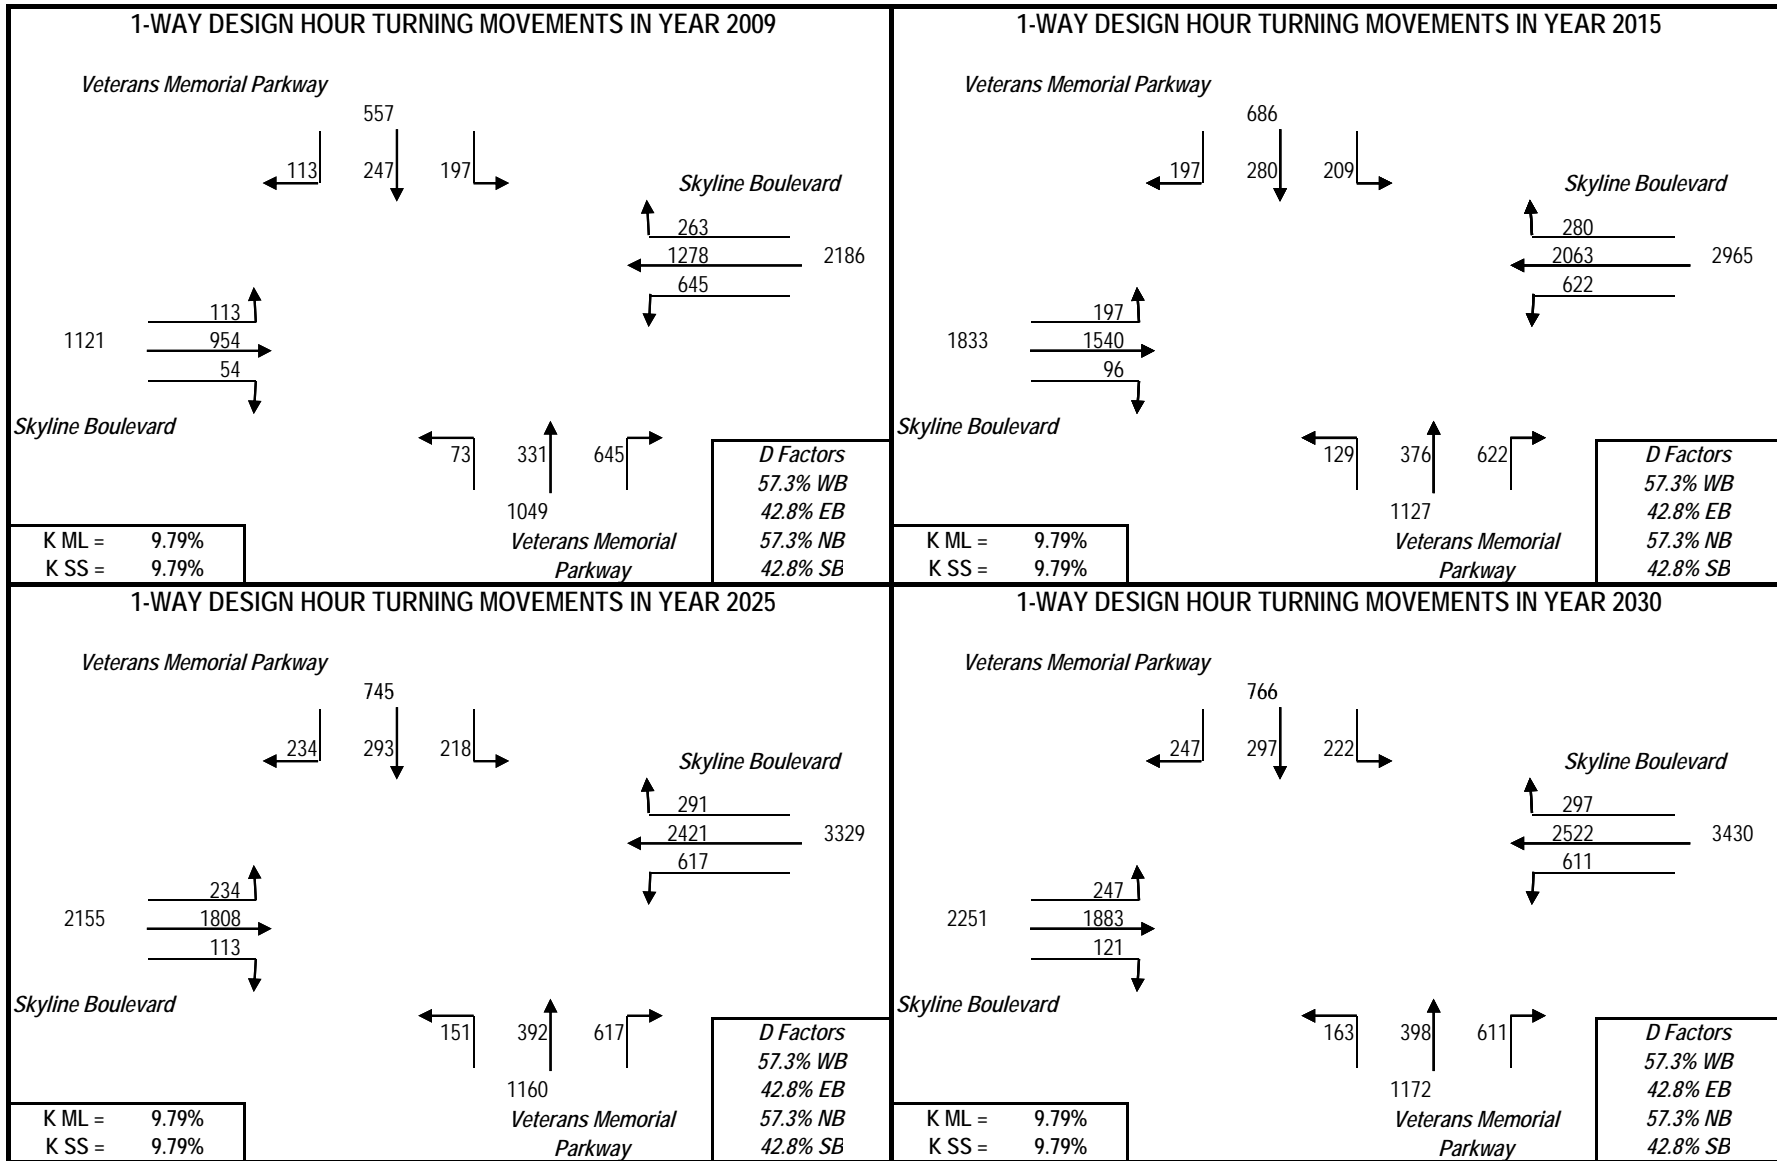 1-WAY DESIGN HOUR TURNING MOVEMENTS IN YEAR 2009
Veterans Memorial Parkway
557
113 247 197
Skyline Boulevard
263
1278 2186
645
113
1121 954
54
Skyline Boulevard
73 331 645
1049
Veterans Memorial
Parkway
D Factors
57.3% WB
42.8% EB
57.3% NB
42.8% SB
K ML = 9.79%
K SS = 9.79%
1-WAY DESIGN HOUR TURNING MOVEMENTS IN YEAR 2015
Veterans Memorial Parkway
686
197 280 209
Skyline Boulevard
280
2063 2965
622
197
1833 1540
96
Skyline Boulevard
129 376 622
1127
Veterans Memorial
Parkway
D Factors
57.3% WB
42.8% EB
57.3% NB
42.8% SB
K ML = 9.79%
K SS = 9.79%
1-WAY DESIGN HOUR TURNING MOVEMENTS IN YEAR 2025
Veterans Memorial Parkway
745
234 293 218
Skyline Boulevard
291
2421 3329
617
234
2155 1808
113
Skyline Boulevard
151 392 617
1160
Veterans Memorial
Parkway
D Factors
57.3% WB
42.8% EB
57.3% NB
42.8% SB
K ML = 9.79%
K SS = 9.79%
1-WAY DESIGN HOUR TURNING MOVEMENTS IN YEAR 2030
Veterans Memorial Parkway
766
247 297 222
Skyline Boulevard
297
2522 3430
611
247
2251 1883
121
Skyline Boulevard
163 398 611
1172
Veterans Memorial
Parkway
D Factors
57.3% WB
42.8% EB
57.3% NB
42.8% SB
K ML = 9.79%
K SS = 9.79%